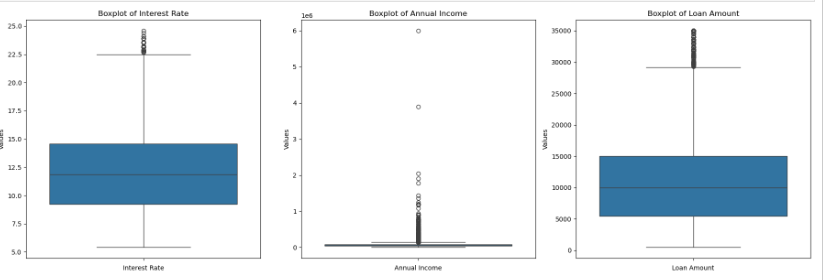 Boxplot of Interest Rate
25.0
22.5
20.0
17.5
15.0
12.5
10.0
7.5
5.0
Values
Interest Rate
Boxplot of Annual Income
1e6
6
5
4
3
2
1
0
Values
Annual Income
Boxplot of Loan Amount
35000
30000
25000
20000
15000
10000
5000
0
Values
Loan Amount